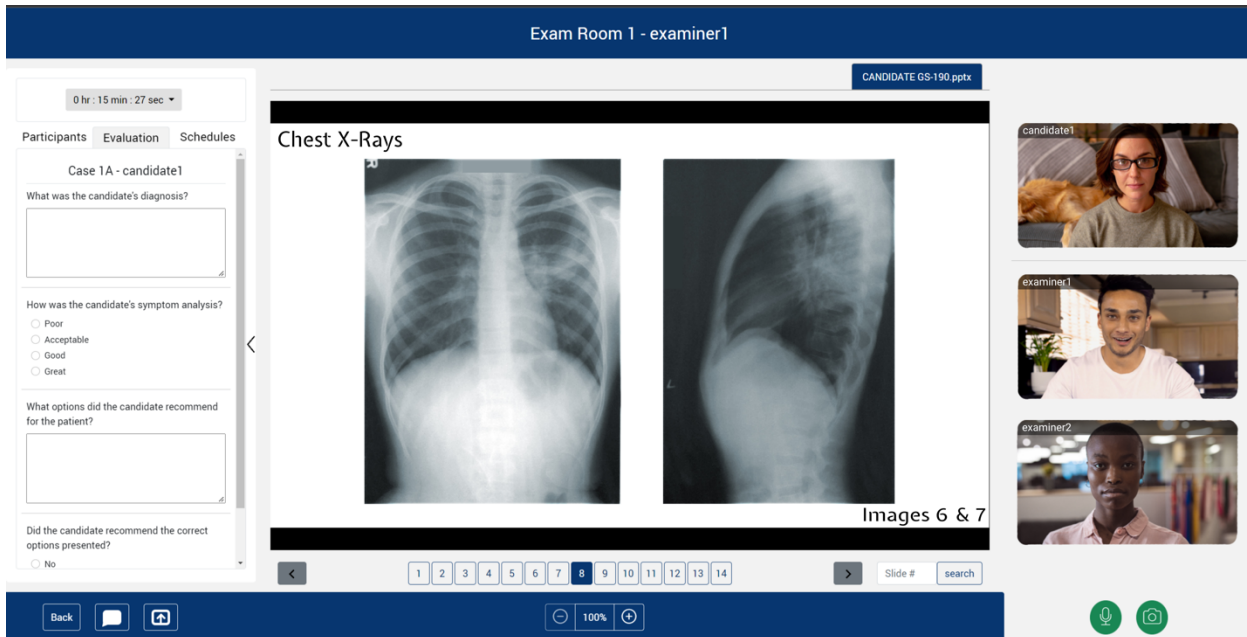 Exam Room 1 - examiner1
0 hr : 15 min : 27 sec
Participants Evaluation Schedules
Case 1A - candidate1
What was the candidate's diagnosis?
How was the candidate's symptom analysis?
Poor
Acceptable
Good
Great
What options did the candidate recommend
for the patient?
Did the candidate recommend the correct
options presented?
No
CANDIDATE GS-190.pptx
Chest X-Rays
R
L
Images 6 & 7
1 2 3 4 5 6 7 8 9 10 11 12 13 14
Slide # search
candidate1
examiner1
examiner2
Back
100%